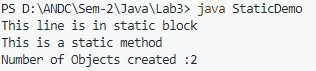 PS D:\ANDC\Sem-2\Java\Lab3> java StaticDemo
This line is in static block
This is a static method
Number of Objects created :2